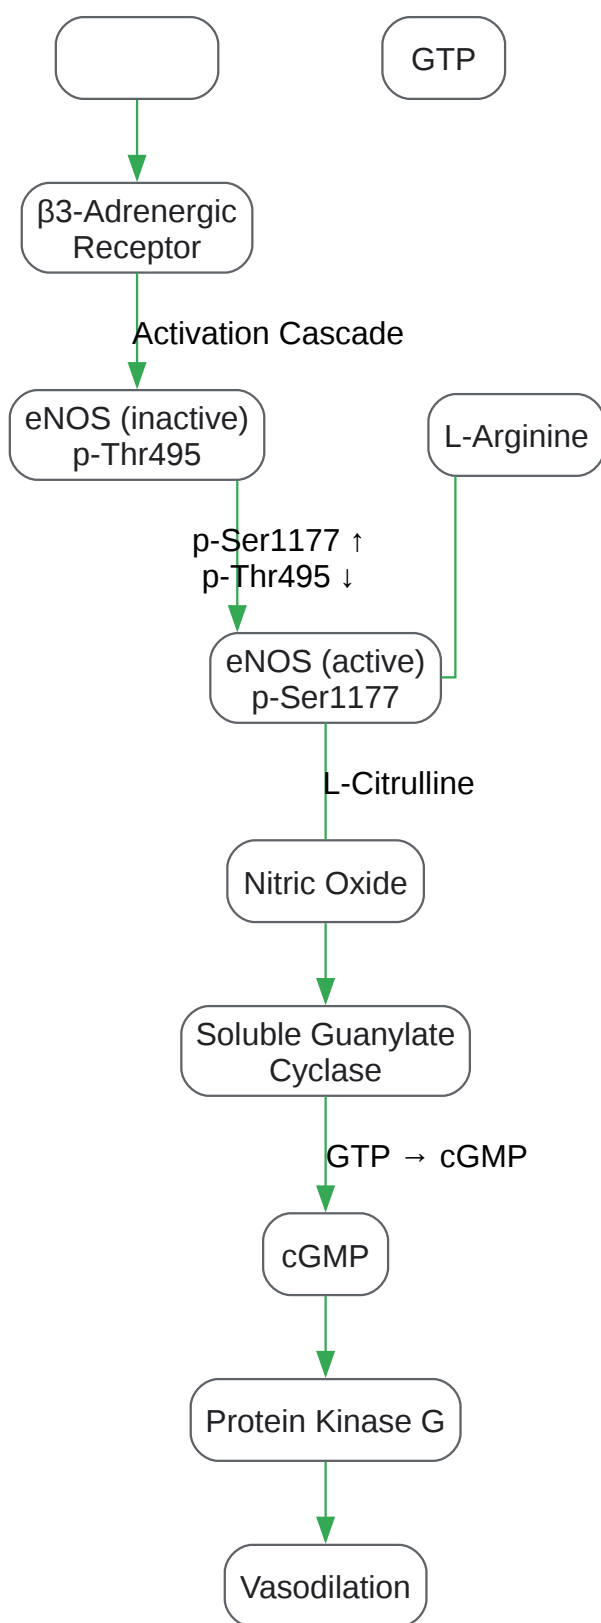 GTP
β3-Adrenergic
Receptor
Activation Cascade
eNOS (inactive)
p-Thr495
L-Arginine
p-Ser1177 ↑
p-Thr495 ↓
eNOS (active)
p-Ser1177
L-Citrulline
Nitric Oxide
Soluble Guanylate
Cyclase
GTP → cGMP
cGMP
Protein Kinase G
Vasodilation